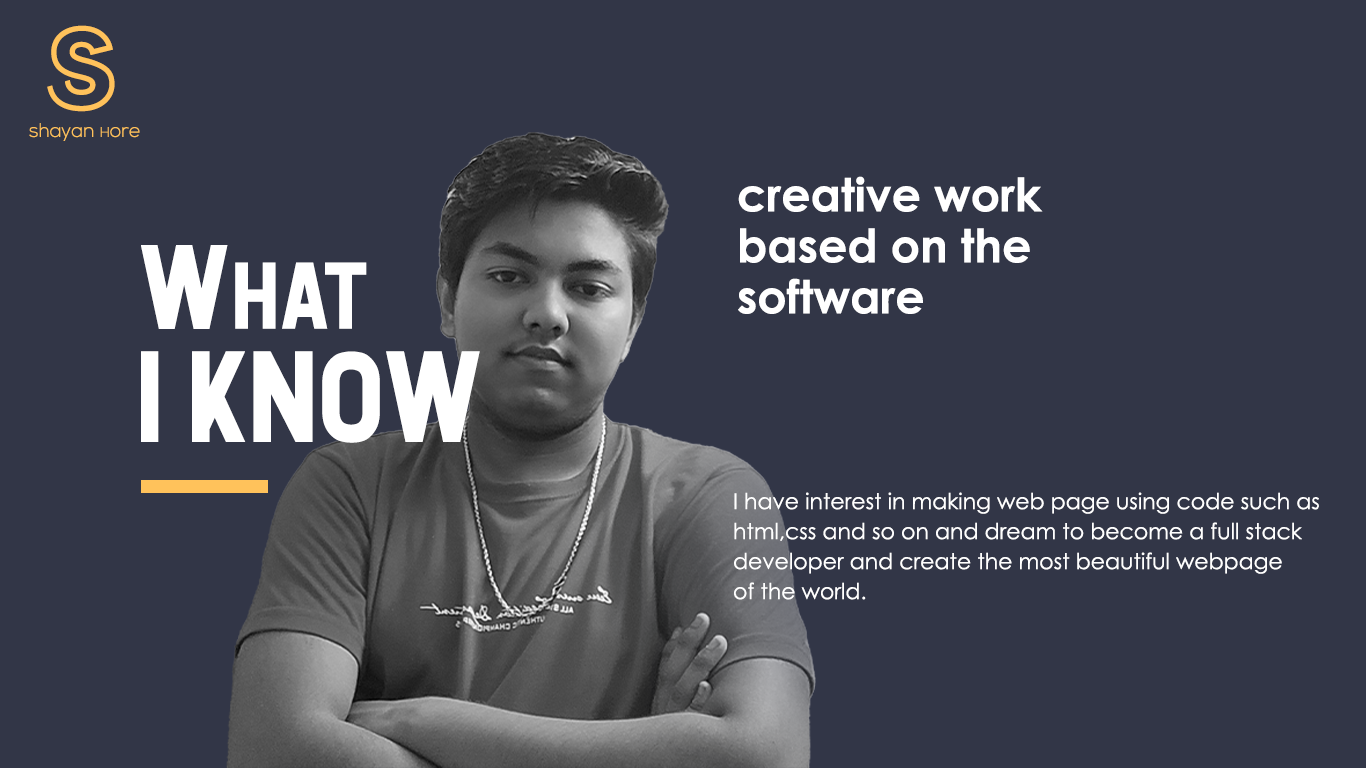 S
shayan Hore
WHAT
I KNOW
creative work
based on the
software
I have interest in making web page using code such as
html,css and so on and dream to become a full stack
developer and create the most beautiful webpage
of the world.